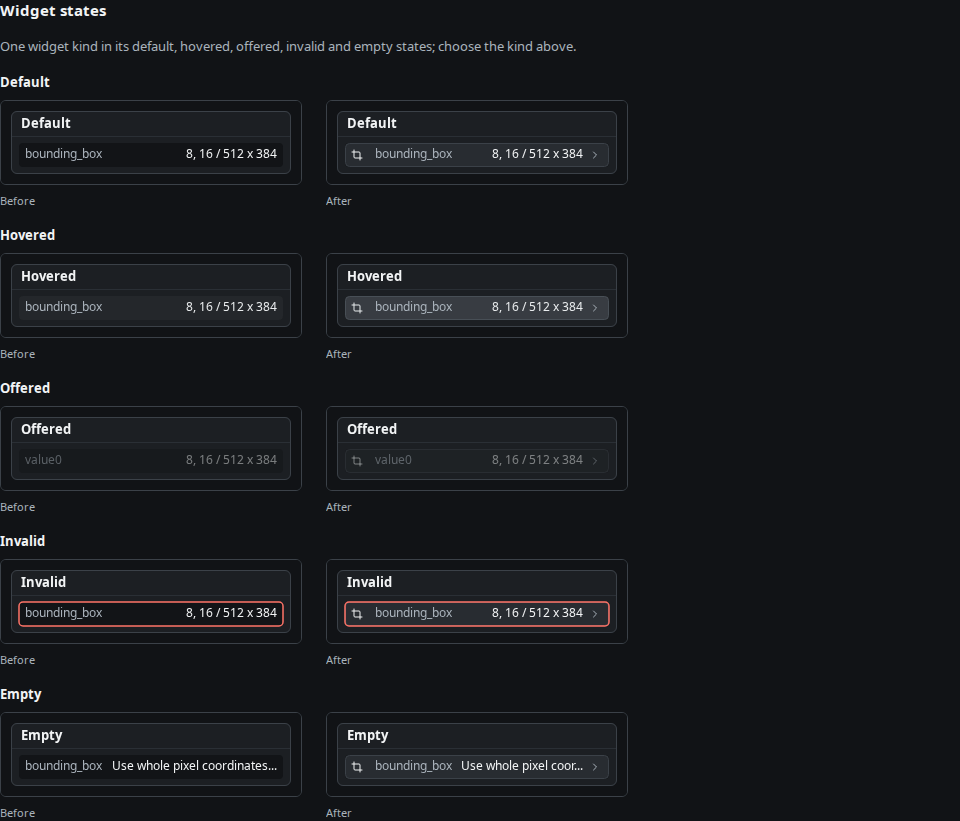 Widget states
One widget kind in its default, hovered, offered, invalid and empty states; choose the kind above.
Default
Default
bounding_box 8, 16 / 512 x 384
Before
Default
bounding_box 8, 16 / 512 x 384
After
Hovered
Hovered
bounding_box 8, 16 / 512 x 384
Before
Hovered
bounding_box 8, 16 / 512 x 384
After
Offered
Offered
value0 8, 16 / 512 x 384
Before
Offered
value0 8, 16 / 512 x 384
After
Invalid
Invalid
bounding_box 8, 16 / 512 x 384
Before
Invalid
bounding_box 8, 16 / 512 x 384
After
Empty
Empty
bounding_box Use whole pixel coordinates...
Before
Empty
bounding_box Use whole pixel coor...
After